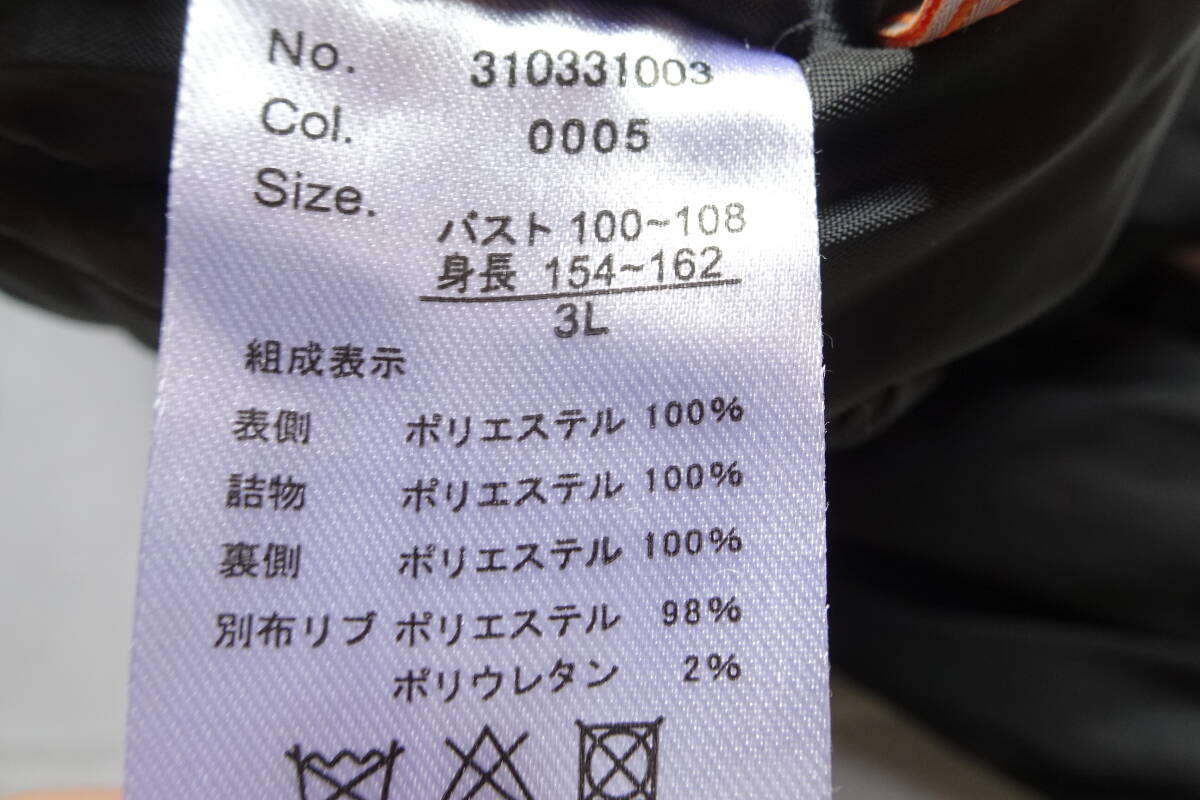 No. 310331003
Col. 0005
Size.
バスト 100~108
身長 154~162
3L
組成表示
表側 ポリエステル 100%
詰物 ポリエステル 100%
裏側 ポリエステル 100%
別布リブ ポリエステル 98%
ポリウレタン 2%